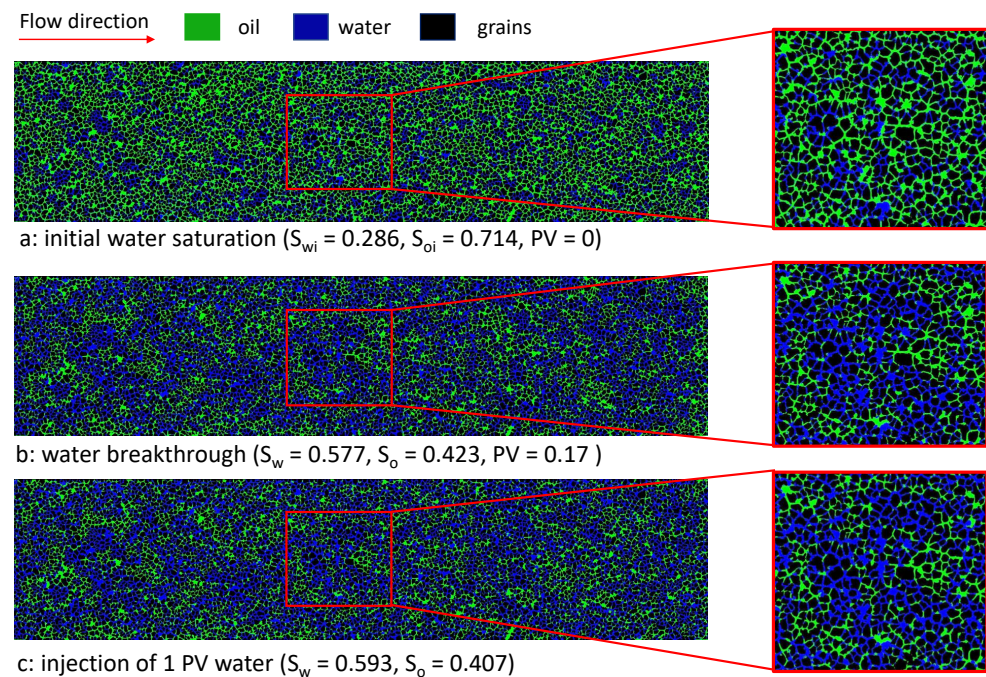 Flow direction
oil
water
grains
a: initial water saturation (Swi = 0.286, Soi = 0.714, PV = 0)
b: water breakthrough (Sw = 0.577, So = 0.423, PV = 0.17 )
c: injection of 1 PV water (Sw = 0.593, So = 0.407)